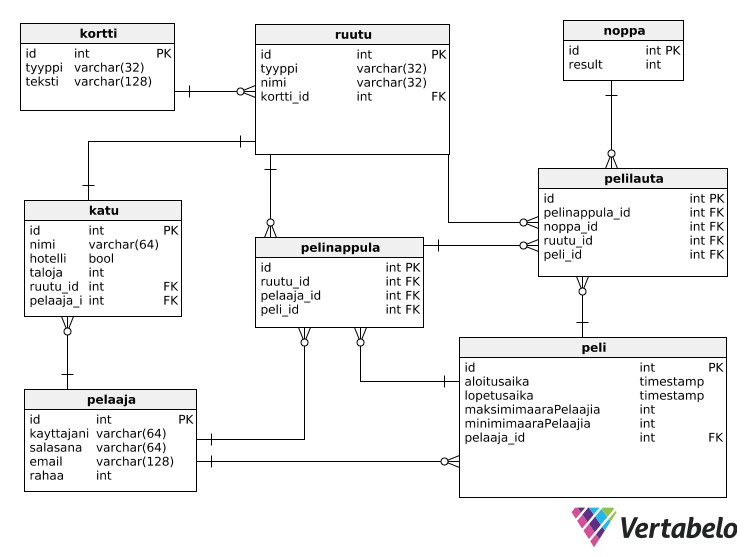 kortti
id int PK
tyyppi varchar(32)
teksti varchar(128)
ruutu
id int PK
tyyppi varchar(32)
nimi varchar(32)
kortti_id int FK
noppa
id int PK
result int
katu
id int PK
nimi varchar(64)
hotelli bool
taloja int
ruutu_id int FK
pelaaja_i int FK
pelinappula
id int PK
ruutu_id int FK
pelaaja_id int FK
peli_id int FK
pelilauta
id int PK
pelinappula_id int FK
noppa_id int FK
ruutu_id int FK
peli_id int FK
pelaaja
id int PK
kayttajani varchar(64)
salasana varchar(64)
email varchar(128)
rahaa int
peli
id int PK
aloitusaika timestamp
lopetusaika timestamp
maksimimaaraPelaajia int
minimimaaraPelaajia int
pelaaja_id int FK
Vertabelo